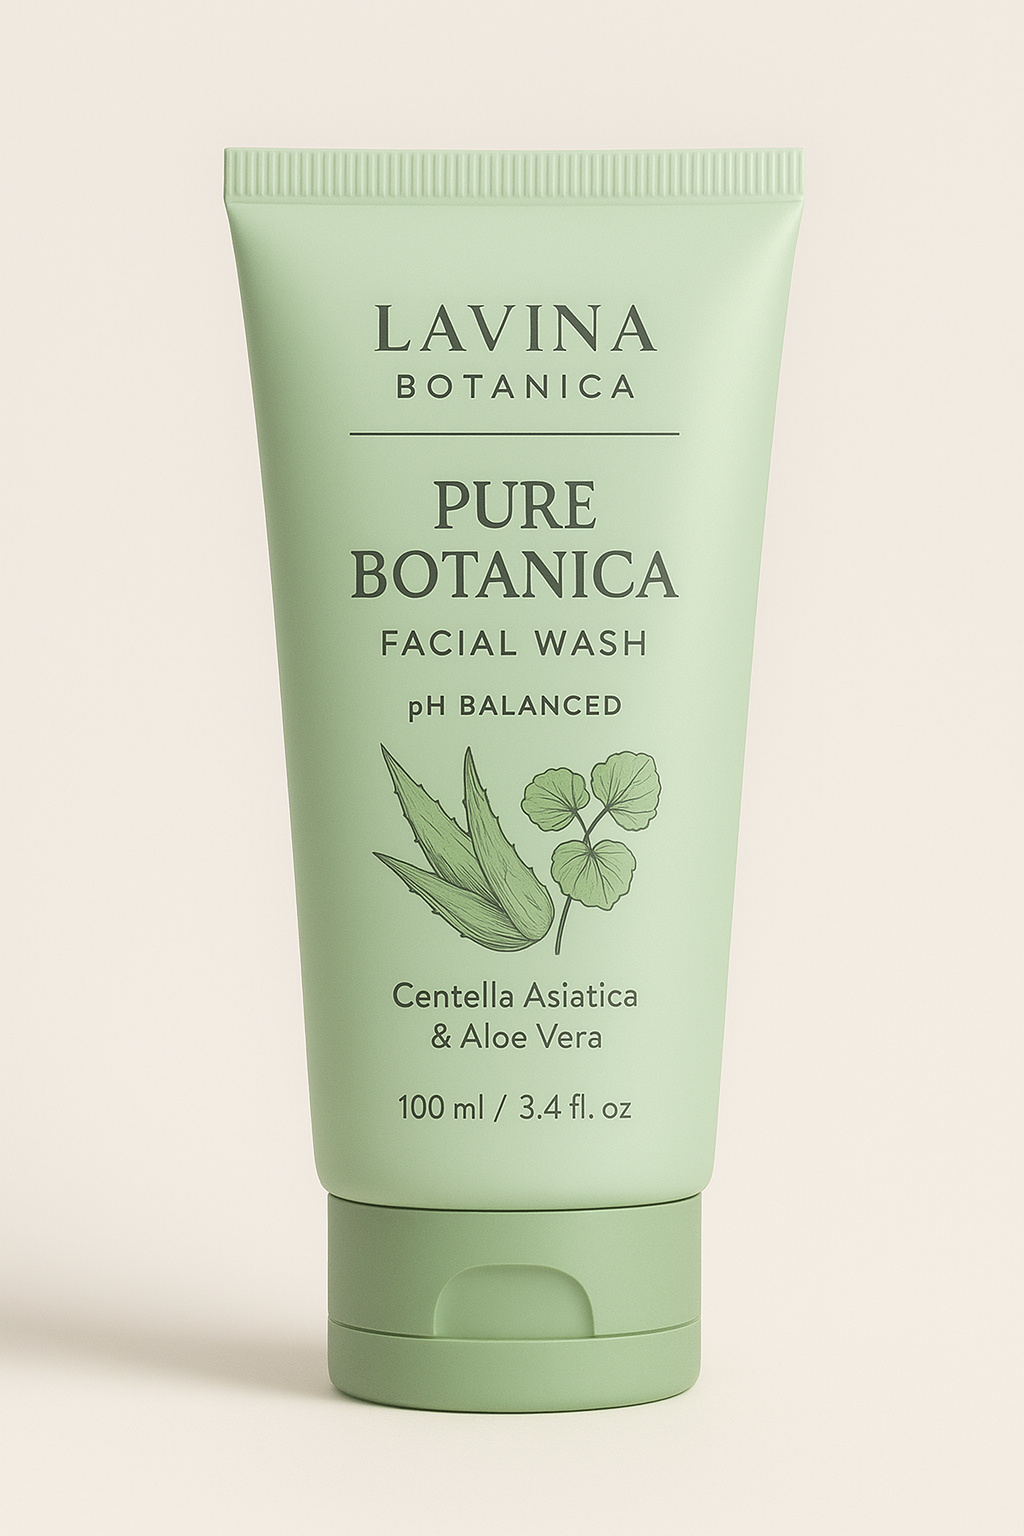 LAVINA
BOTANICA
PURE
BOTANICA
FACIAL WASH
pH BALANCED
Centella Asiatica
& Aloe Vera
100 ml / 3.4 fl. oz